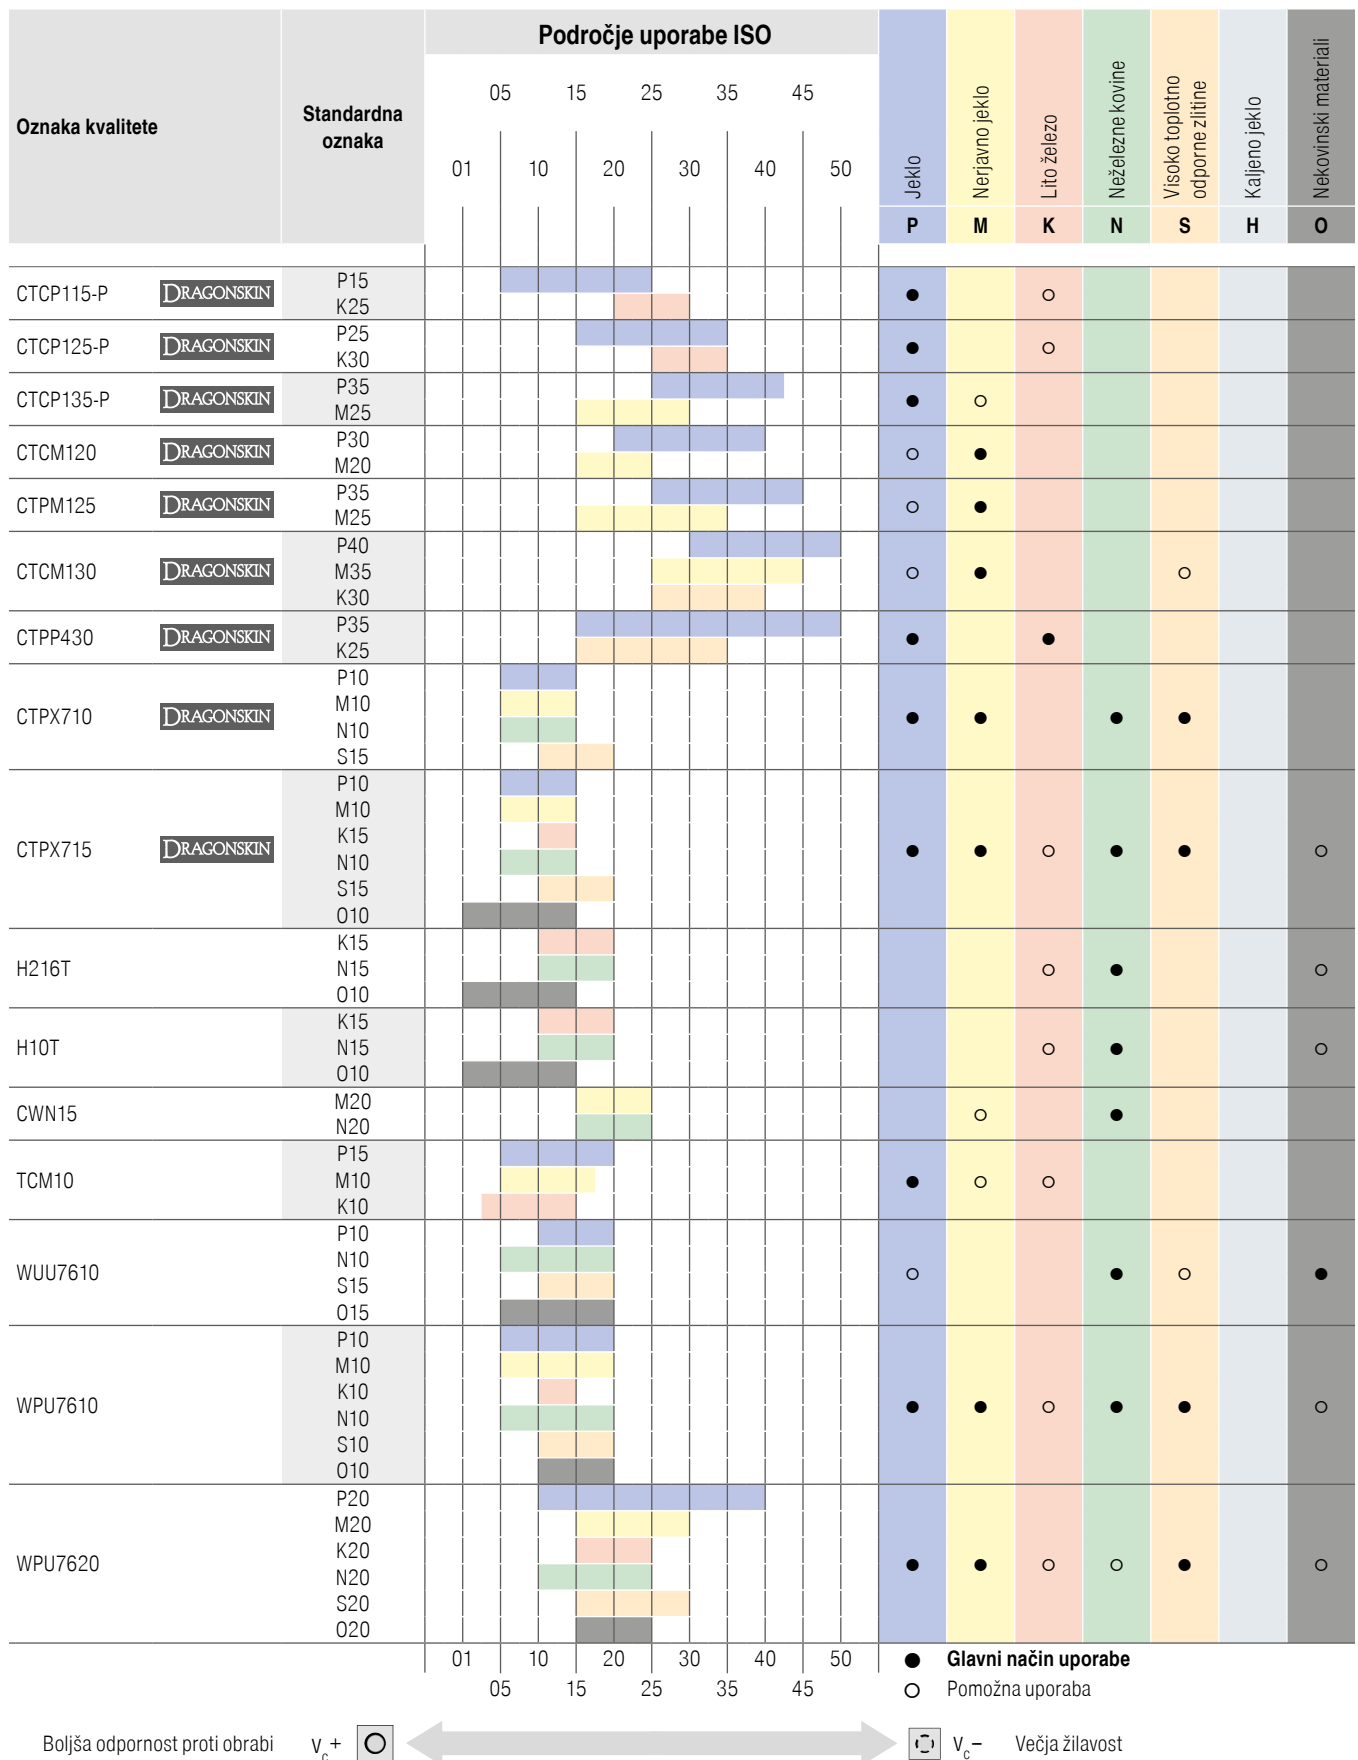 Področje uporabe ISO
Oznaka kvalitete
Standardna
oznaka
05 15 25 35 45
01 10 20 30 40 50
Jeklo
Nerjavno jeklo
Lito železo
Neželezne kovine
Visoko toplotno
odporne zlitine
Kaljeno jeklo
Nekovinski materiali
P M K N S H O
CTCP115-P DRAGONSKIN
P15
K25
CTCP125-P DRAGONSKIN
P25
K30
CTCP135-P DRAGONSKIN
P35
M25
CTCM120 DRAGONSKIN
P30
M20
CTPM125 DRAGONSKIN
P35
M25
CTCM130 DRAGONSKIN
P40
M35
K30
CTPP430 DRAGONSKIN
P35
K25
CTPX710 DRAGONSKIN
P10
M10
N10
S15
CTPX715 DRAGONSKIN
P10
M10
K15
N10
S15
O10
H216T
K15
N15
O10
H10T
K15
N15
O10
CWN15
M20
N20
TCM10
P15
M10
K10
WUU7610
P10
N10
S15
O15
WPU7610
P10
M10
K10
N10
S10
O10
WPU7620
P20
M20
K20
N20
S20
O20
01 10 20 30 40 50
05 15 25 35 45
● Glavni način uporabe
○ Pomožna uporaba
Boljša odpornost proti obrabi vc+
vc– Večja žilavost